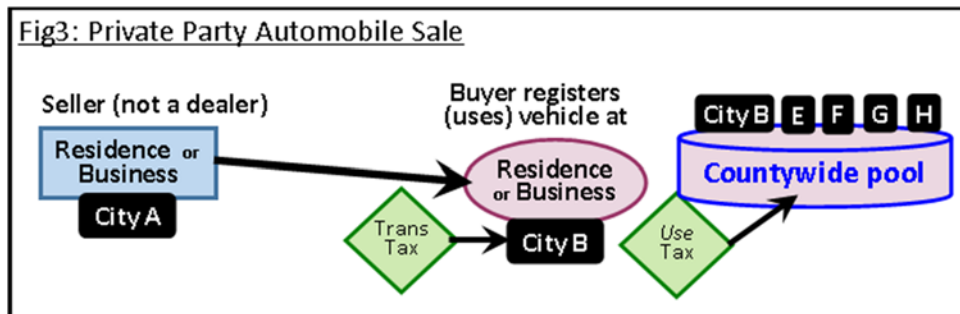 Fig3: Private Party Automobile Sale
Seller (not a dealer)
Residence or
Business
City A
Buyer registers
(uses) vehicle at
Residence
or Business
City B
Trans
Tax
City B E F G H
Countywide pool
Use
Tax